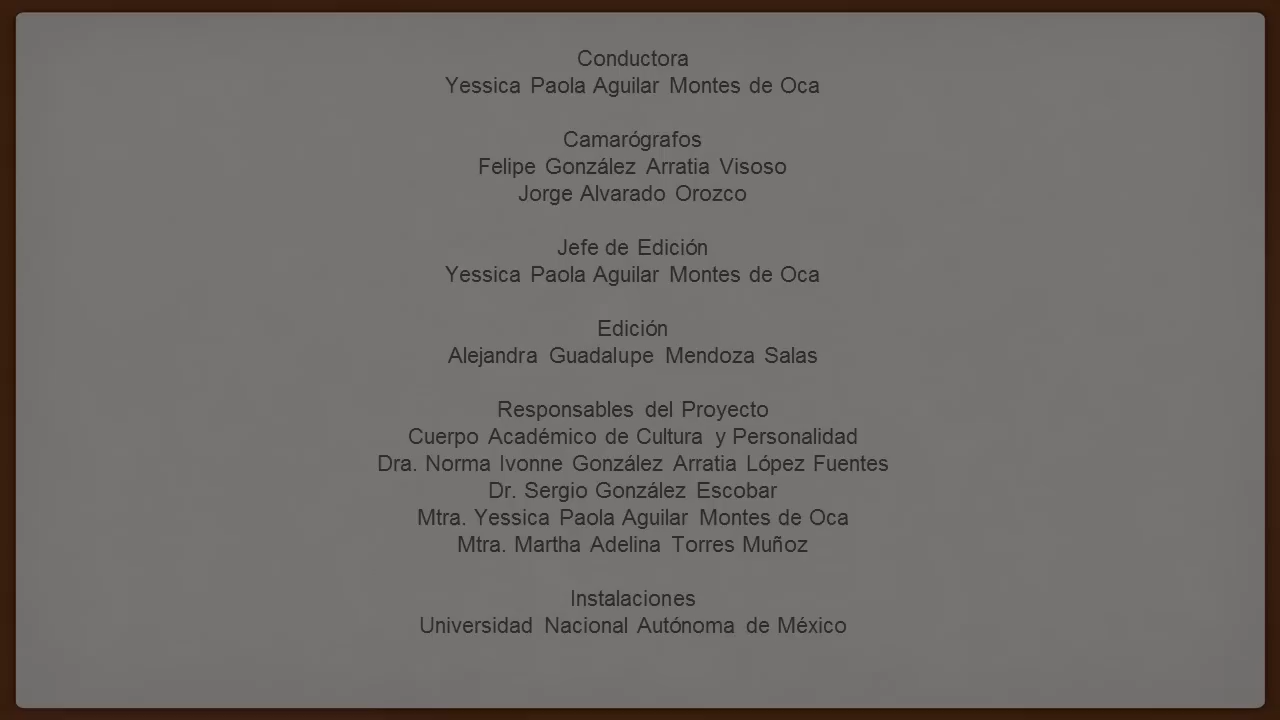 Conductora
Yessica Paola Aguilar Montes de Oca
Camarógrafos
Felipe González Arratia Visoso
Jorge Alvarado Orozco
Jefe de Edición
Yessica Paola Aguilar Montes de Oca
Edición
Alejandra Guadalupe Mendoza Salas
Responsables del Proyecto
Cuerpo Académico de Cultura y Personalidad
Dra. Norma Ivonne González Arratia López Fuentes
Dr. Sergio González Escobar
Mtra. Yessica Paola Aguilar Montes de Oca
Mtra. Martha Adelina Torres Muñoz
Instalaciones
Universidad Nacional Autónoma de México